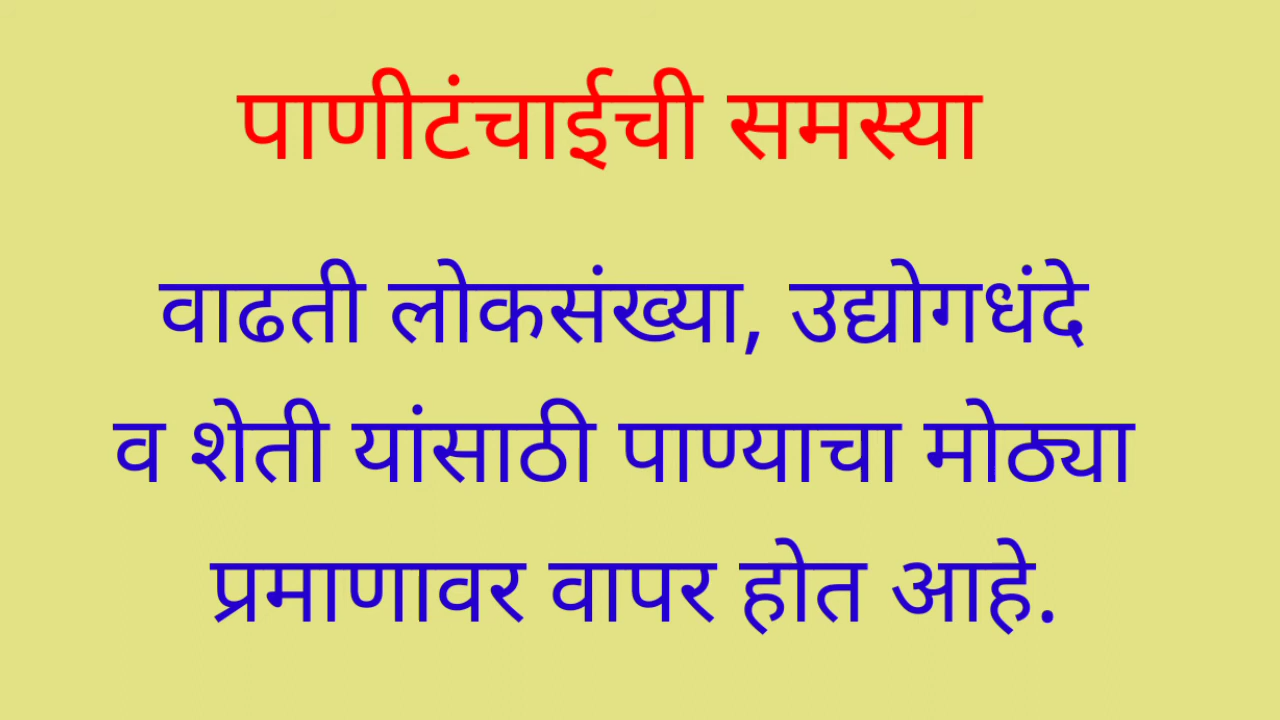 पाणीटंचाईची समस्या
वाढती लोकसंख्या, उद्योगधंदे
व शेती यांसाठी पाण्याचा मोठ्या
प्रमाणावर वापर होत आहे.